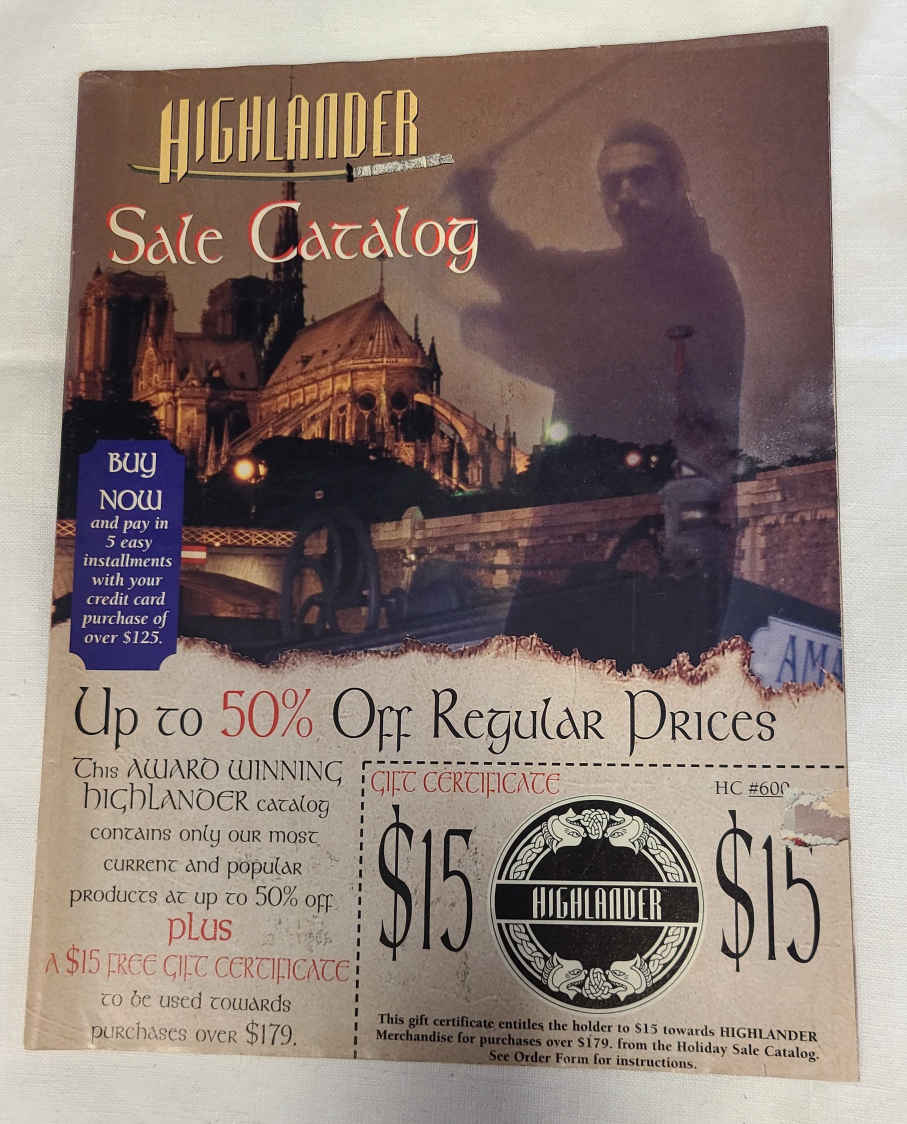 HIGHLANDER
Sale Catalog
BUY
NOW
and pay in
5 easy
installments
with your
credit card
purchase of
over $125.
AMA
Up to 50% Off Regular Prices
This AWARD WINNING
HIGHLANDER catalog
contains only our most
current and popular
products at up to 50% off
plus
A $15 FREE GIFT CERTIFICATE
to be used towards
purchases over $179.
GIFT CERTIFICATE
HC #600
$15
HIGHLANDER
$15
This gift certificate entitles the holder to $15 towards HIGHLANDER
Merchandise for purchases over $179. from the Holiday Sale Catalog.
See Order Form for instructions.